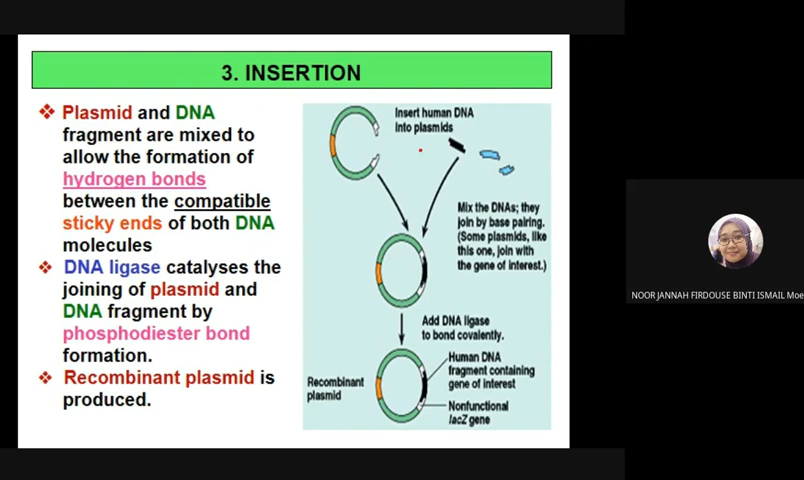 3. INSERTION
❖ Plasmid and DNA
fragment are mixed to
allow the formation of
hydrogen bonds
between the compatible
sticky ends of both DNA
molecules
❖ DNA ligase catalyses the
joining of plasmid and
DNA fragment by
phosphodiester bond
formation.
❖ Recombinant plasmid is
produced.
Insert human DNA
into plasmids
Mix the DNAs; they
join by base pairing.
(Some plasmids, like
this one, join with
the gene of interest.)
Add DNA ligase
to bond covalently.
Human DNA
fragment containing
gene of interest
Recombinant
plasmid
Nonfunctional
lacZ gene
NOOR JANNAH FIRDOUSE BINTI ISMAIL Moe